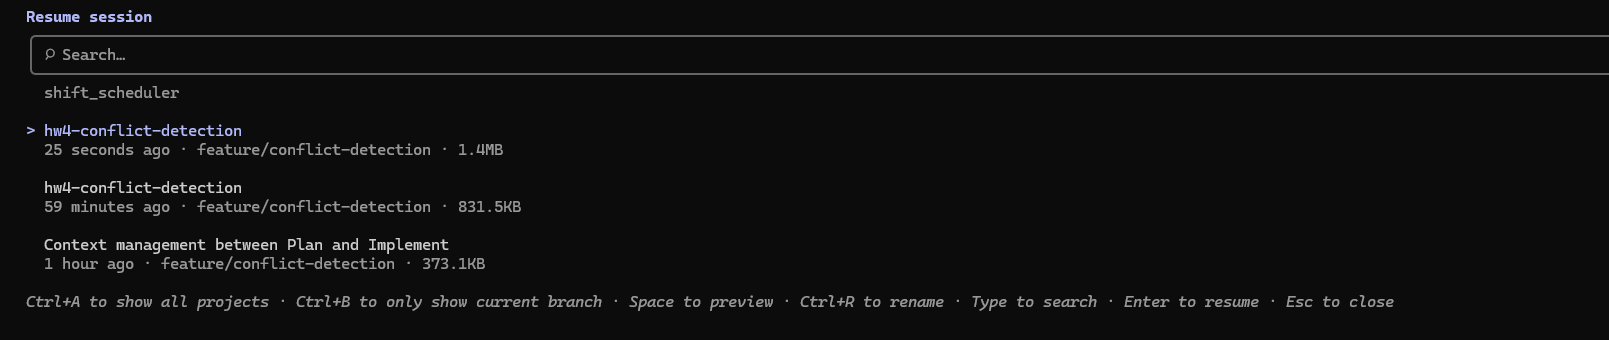 Resume session
⌕ Search…
shift_scheduler
> hw4-conflict-detection
25 seconds ago · feature/conflict-detection · 1.4MB
hw4-conflict-detection
59 minutes ago · feature/conflict-detection · 831.5KB
Context management between Plan and Implement
1 hour ago · feature/conflict-detection · 373.1KB
Ctrl+A to show all projects · Ctrl+B to only show current branch · Space to preview · Ctrl+R to rename · Type to search · Enter to resume · Esc to close